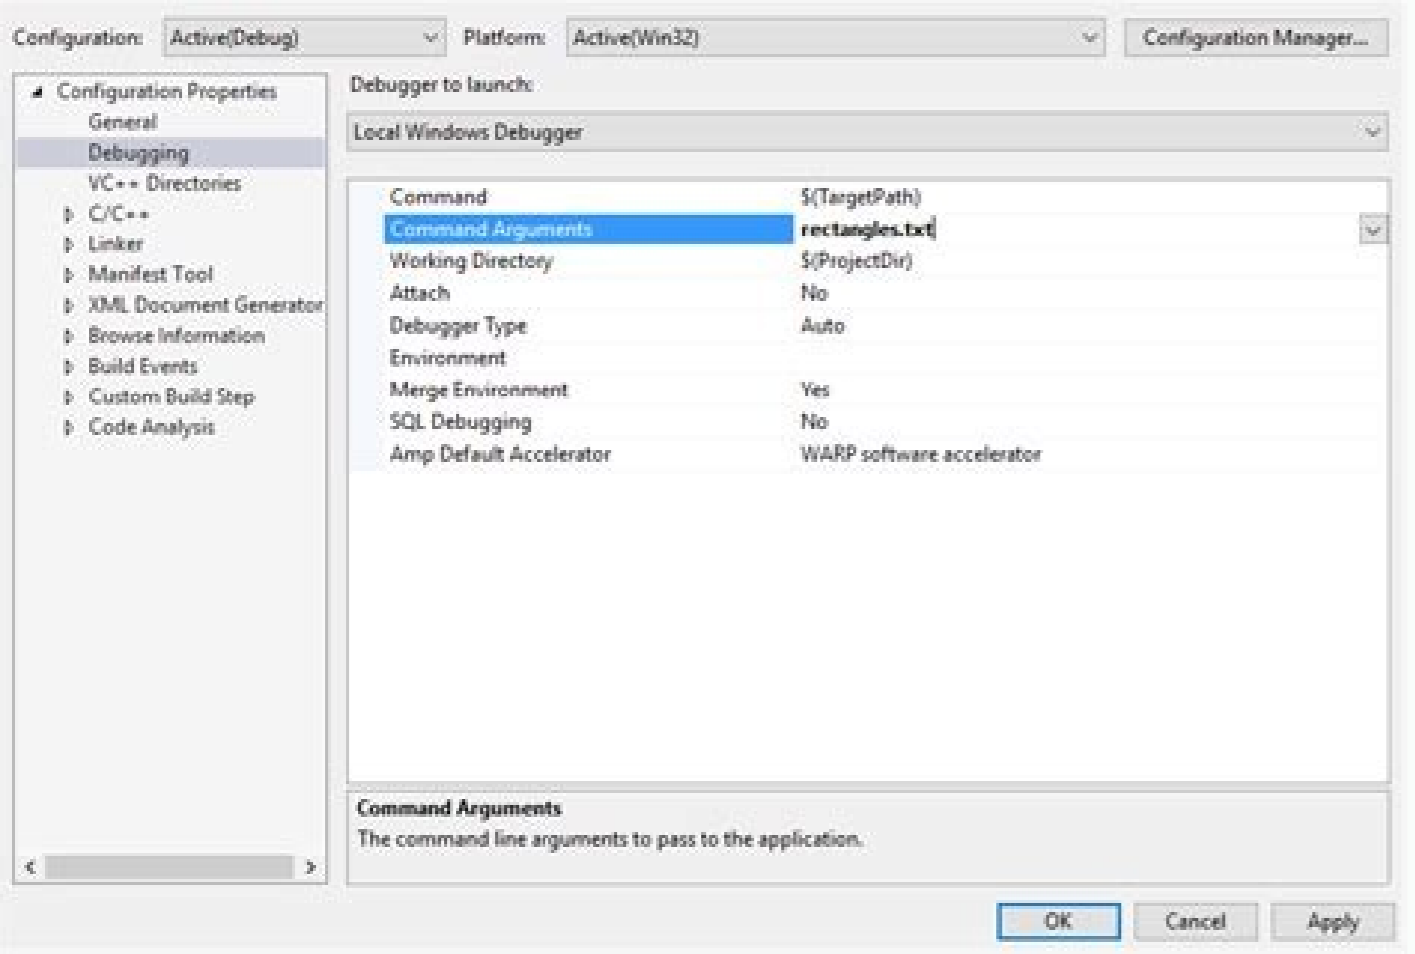 Configuration: Active(Debug) Platform: Active(Win32) Configuration Manager...
Configuration Properties
General
Debugging
VC++ Directories
C/C++
Linker
Manifest Tool
XML Document Generator
Browse Information
Build Events
Custom Build Step
Code Analysis
Debugger to launch:
Local Windows Debugger
Command $(TargetPath)
Command Arguments rectangles.txt
Working Directory $(ProjectDir)
Attach No
Debugger Type Auto
Environment
Merge Environment Yes
SQL Debugging No
Amp Default Accelerator WARP software accelerator
Command Arguments
The command line arguments to pass to the application.
OK Cancel Apply